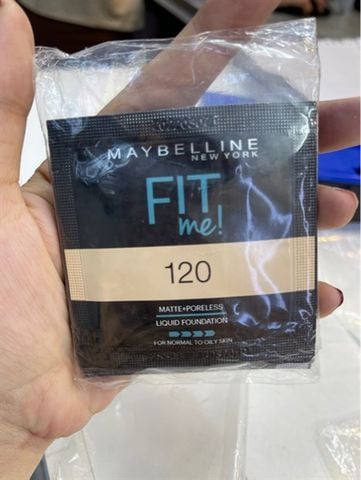 MAYBELLINE
NEW YORK
FIT
me!
120
MATTE+PORELESS
LIQUID FOUNDATION
FOR NORMAL TO OILY SKIN